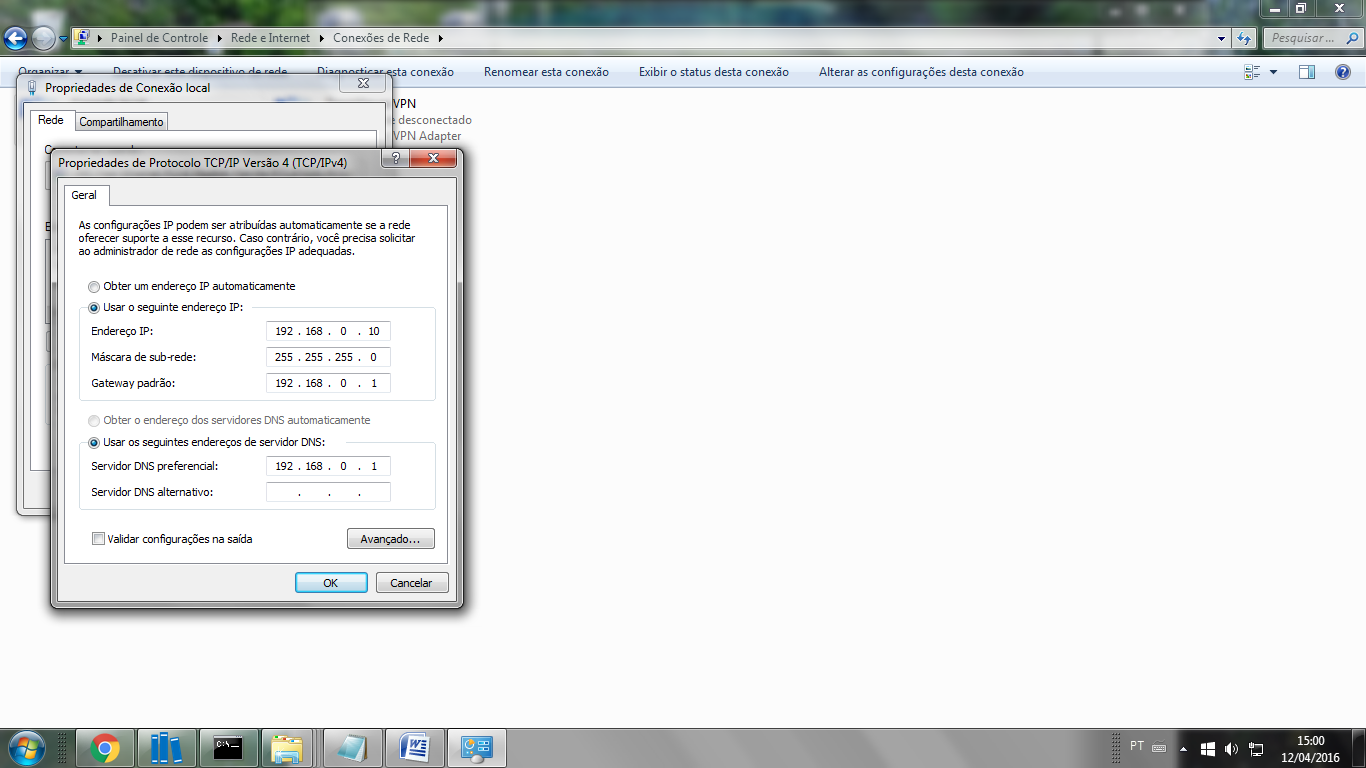 Painel de Controle Rede e Internet Conexões de Rede
Pesquisar ...
Organizar Desativar este dispositivo de rede Diagnosticar esta conexão Renomear esta conexão Exibir o status desta conexão Alterar as configurações desta conexão
Propriedades de Conexão local
VPN
desconectado
VPN Adapter
Rede Compartilhamento
Propriedades de Protocolo TCP/IP Versão 4 (TCP/IPv4)
Geral
As configurações IP podem ser atribuídas automaticamente se a rede
oferecer suporte a esse recurso. Caso contrário, você precisa solicitar
ao administrador de rede as configurações IP adequadas.
Obter um endereço IP automaticamente
Usar o seguinte endereço IP:
Endereço IP: 192 . 168 . 0 . 10
Máscara de sub-rede: 255 . 255 . 255 . 0
Gateway padrão: 192 . 168 . 0 . 1
Obter o endereço dos servidores DNS automaticamente
Usar os seguintes endereços de servidor DNS:
Servidor DNS preferencial: 192 . 168 . 0 . 1
Servidor DNS alternativo: . . .
Validar configurações na saída
Avançado...
OK Cancelar
C:\
PT
15:00
12/04/2016